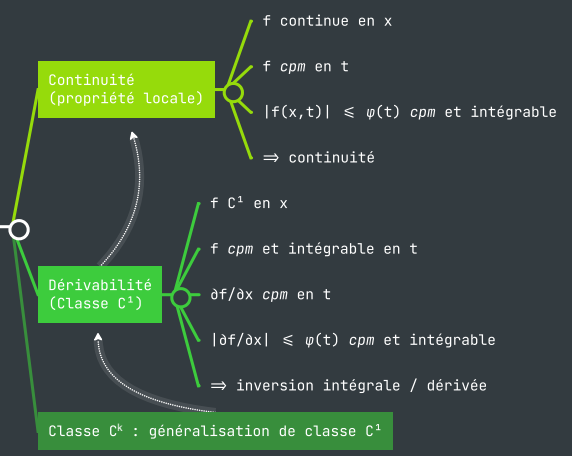 f continue en x
f cpm en t
Continuité
(propriété locale)
|f(x,t)| ⩽ φ(t) cpm et intégrable
⇒ continuité
f C¹ en x
f cpm et intégrable en t
Dérivabilité
(Classe C¹)
∂f/∂x cpm en t
|∂f/∂x| ⩽ φ(t) cpm et intégrable
⇒ inversion intégrale / dérivée
Classe Cᵏ : généralisation de classe C¹